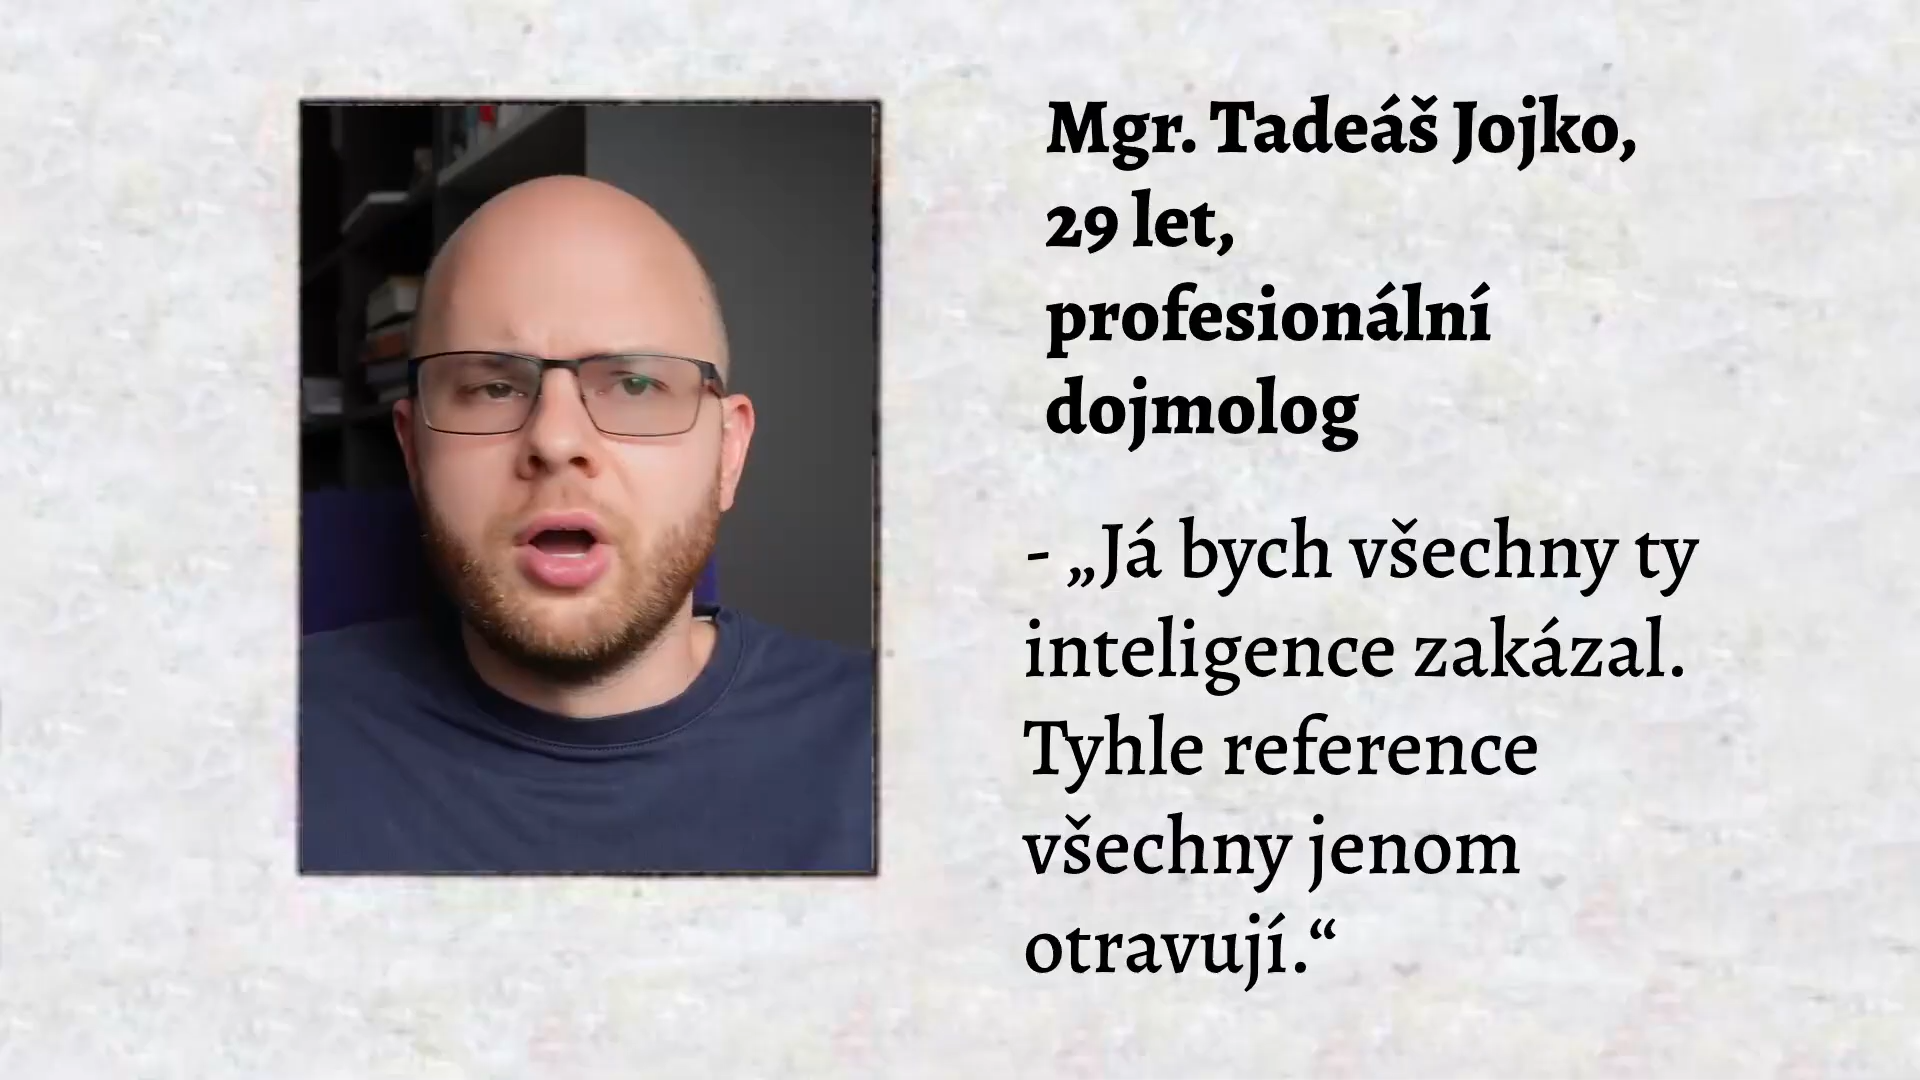 Mgr. Tadeáš Jojko,
29 let,
profesionální
dojmolog
- „Já bych všechny ty
inteligence zakázal.
Tyhle reference
všechny jenom
otravují.“